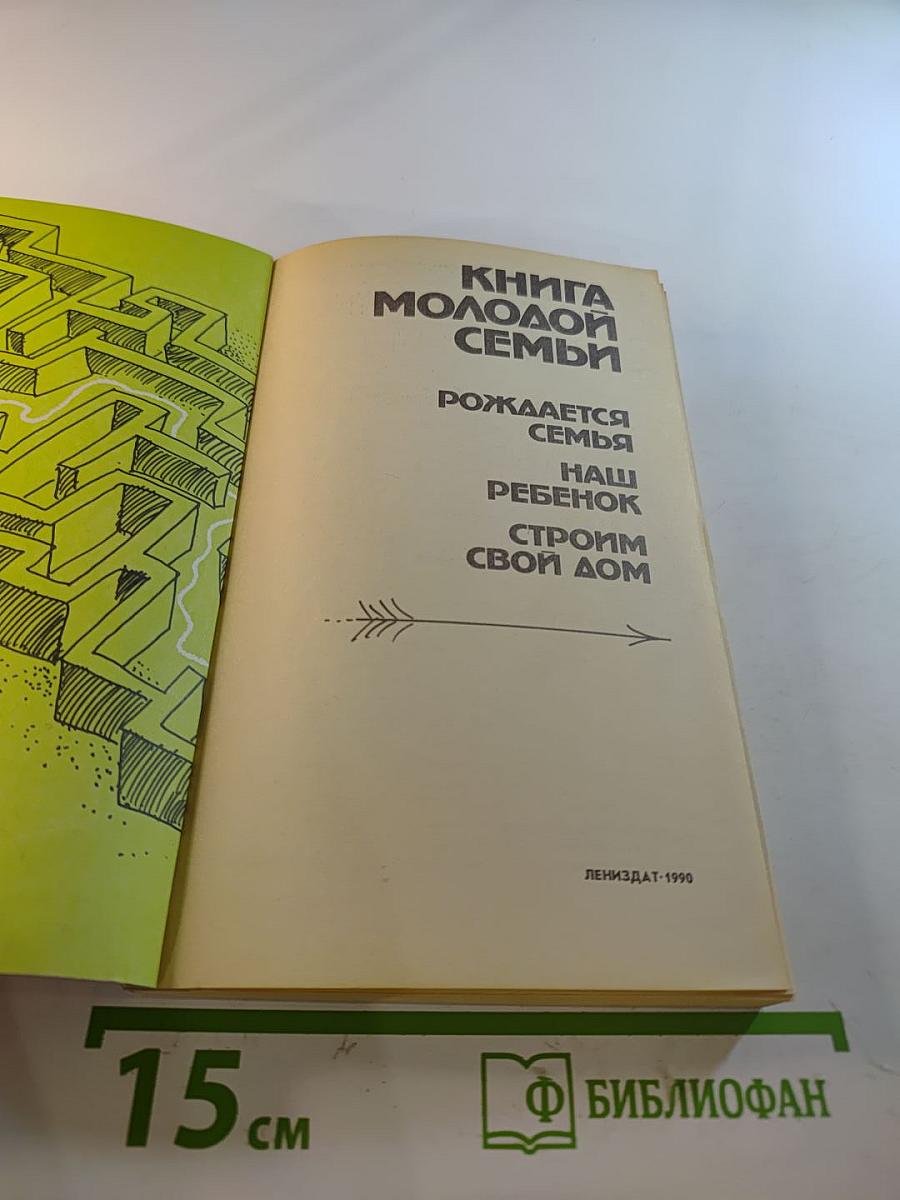 КНИГА
МОЛОДОЙ
СЕМЬИ
РОЖДАЕТСЯ
СЕМЬЯ
НАШ
РЕБЕНОК
СТРОИМ
СВОЙ ДОМ
ЛЕНИЗДАТ·1990
15 см
Ф БИБЛИОФАН